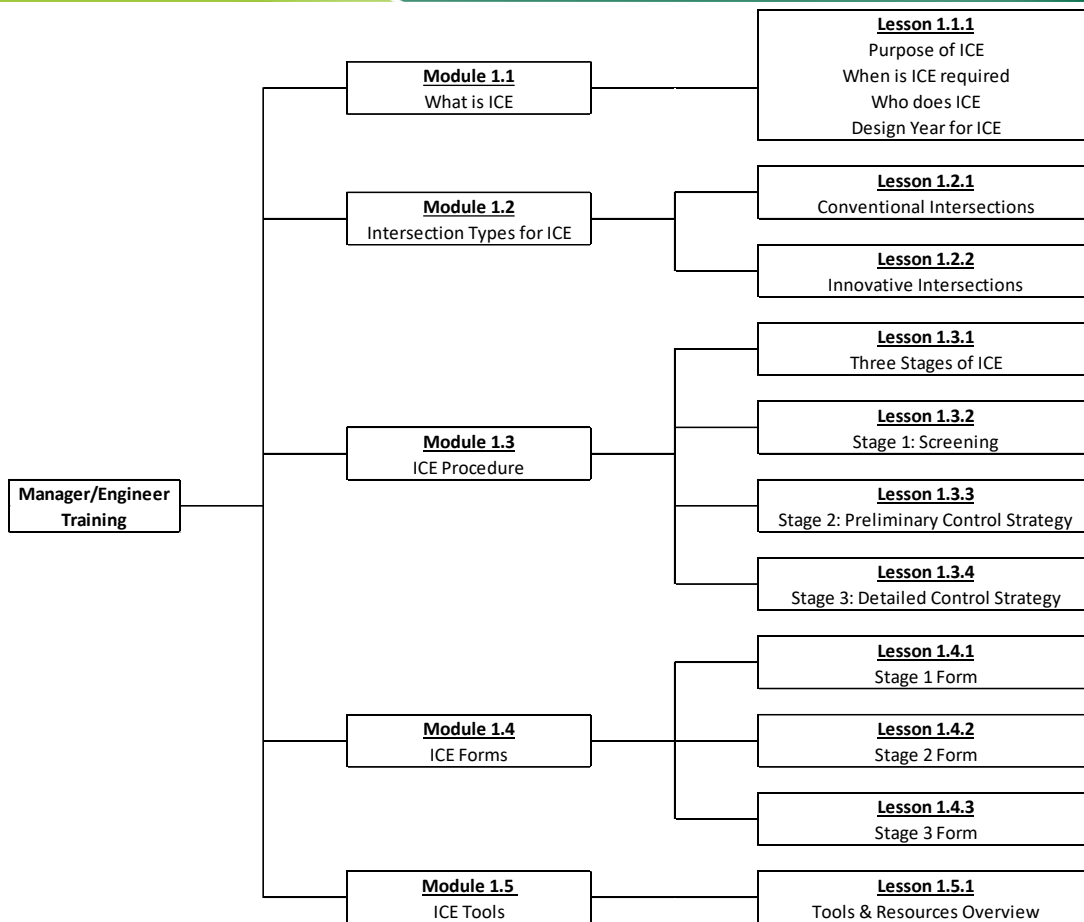 Manager/Engineer
Training
Module 1.1
What is ICE
Lesson 1.1.1
Purpose of ICE
When is ICE required
Who does ICE
Design Year for ICE
Module 1.2
Intersection Types for ICE
Lesson 1.2.1
Conventional Intersections
Lesson 1.2.2
Innovative Intersections
Module 1.3
ICE Procedure
Lesson 1.3.1
Three Stages of ICE
Lesson 1.3.2
Stage 1: Screening
Lesson 1.3.3
Stage 2: Preliminary Control Strategy
Lesson 1.3.4
Stage 3: Detailed Control Strategy
Module 1.4
ICE Forms
Lesson 1.4.1
Stage 1 Form
Lesson 1.4.2
Stage 2 Form
Lesson 1.4.3
Stage 3 Form
Module 1.5
ICE Tools
Lesson 1.5.1
Tools & Resources Overview